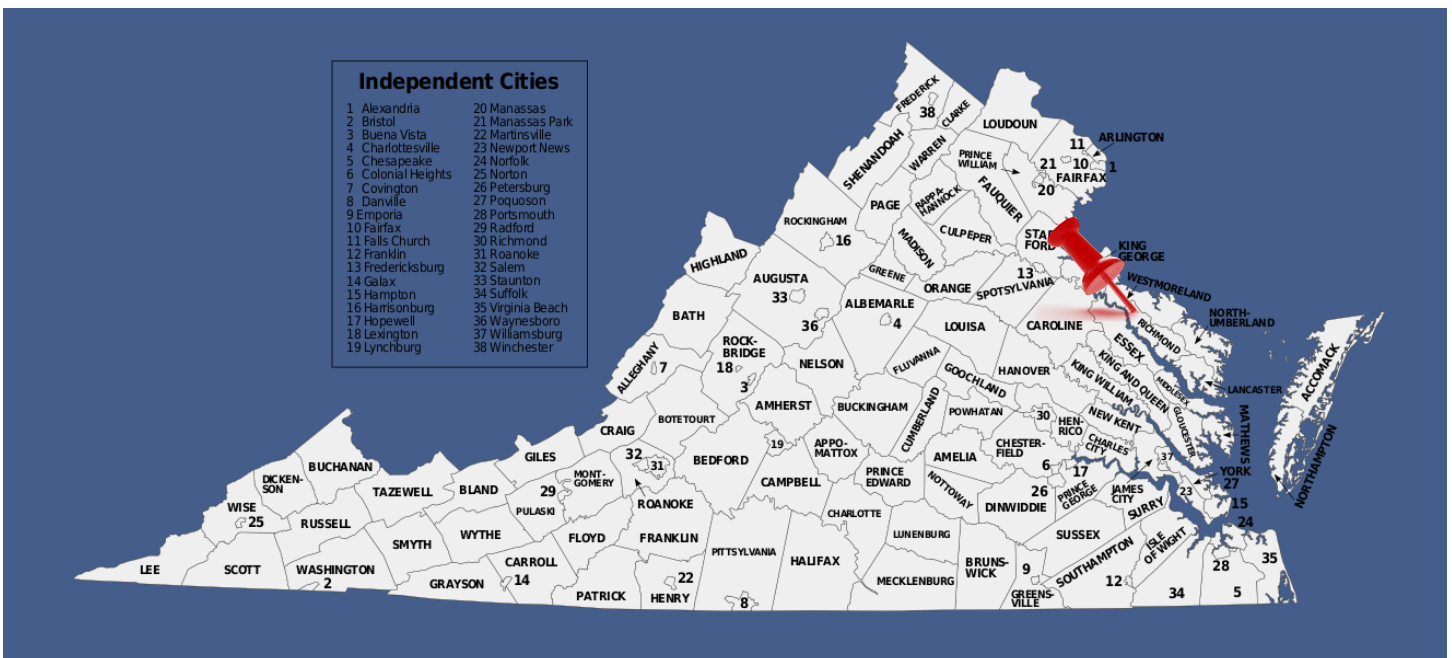 Independent Cities
1 Alexandria
2 Bristol
3 Buena Vista
4 Charlottesville
5 Chesapeake
6 Colonial Heights
7 Covington
8 Danville
9 Emporia
10 Fairfax
11 Falls Church
12 Franklin
13 Fredericksburg
14 Galax
15 Hampton
16 Harrisonburg
17 Hopewell
18 Lexington
19 Lynchburg
20 Manassas
21 Manassas Park
22 Martinsville
23 Newport News
24 Norfolk
25 Norton
26 Petersburg
27 Poquoson
28 Portsmouth
29 Radford
30 Richmond
31 Roanoke
32 Salem
33 Staunton
34 Suffolk
35 Virginia Beach
36 Waynesboro
37 Williamsburg
38 Winchester
FREDERICK
38
CLARKE
LOUDOUN
ARLINGTON
11
SHENANDOAH
WARREN
PRINCE
WILLIAM
21
10
1
FAIRFAX
20
FAUQUIER
PAGE
RAPPA-
HANNOCK
ROCKINGHAM
16
MADISON
CULPEPER
STAF
FORD
KING
GEORGE
HIGHLAND
AUGUSTA
33
GREENE
ORANGE
13
SPOTSYLVANIA
WESTMORELAND
BATH
36
ALBEMARLE
4
LOUISA
CAROLINE
NORTH-
UMBERLAND
RICHMOND
ESSEX
ACCOMACK
ALLEGHANY
7
ROCK-
BRIDGE
18
3
NELSON
FLUVANNA
GOOCHLAND
HANOVER
KING AND QUEEN
KING WILLIAM
MIDDLESEX
LANCASTER
BOTETOURT
AMHERST
BUCKINGHAM
CUMBERLAND
POWHATAN
30
HEN-
RICO
NEW KENT
GLOUCESTER
MATHEWS
CRAIG
32
31
BEDFORD
19
APPO-
MATTOX
AMELIA
CHESTER-
FIELD
6
CHARLES
CITY
37
YORK
27
NORTHAMPTON
GILES
MONT-
GOMERY
29
PULASKI
ROANOKE
CAMPBELL
PRINCE
EDWARD
NOTTOWAY
26
DINWIDDIE
17
PRINCE
GEORGE
JAMES
CITY
23
15
SURRY
24
BUCHANAN
DICKEN-
SON
WISE
25
TAZEWELL
BLAND
RUSSELL
SMYTH
WYTHE
FLOYD
FRANKLIN
PITTSYLVANIA
HALIFAX
CHARLOTTE
LUNENBURG
SUSSEX
SOUTHAMPTON
ISLE
OF WIGHT
28
35
LEE
SCOTT
WASHINGTON
2
GRAYSON
CARROLL
14
PATRICK
22
HENRY
8
MECKLENBURG
BRUNS-
WICK
9
GREENS-
VILLE
12
34
5